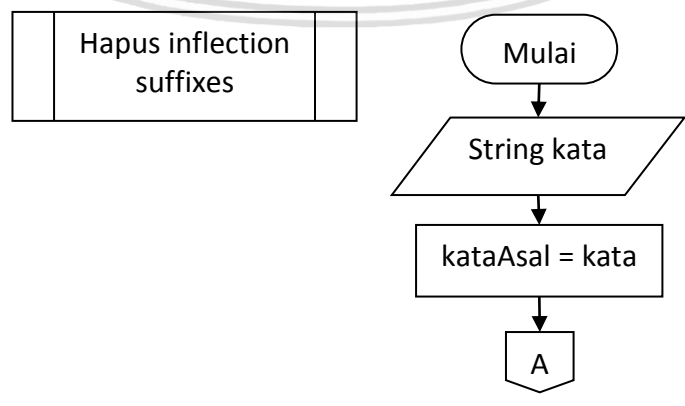 Hapus inflection
suffixes
Mulai
String kata
kataAsal = kata
A